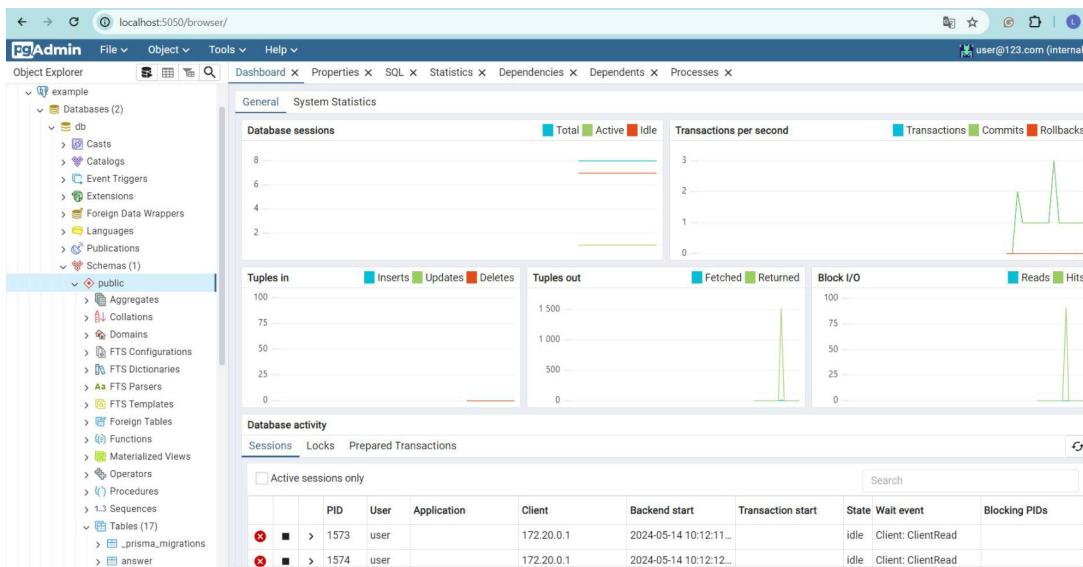 localhost:5050/browser/
pgAdmin File Object Tools Help user@123.com (internal
Object Explorer Dashboard Properties SQL Statistics Dependencies Dependents Processes
example
Databases (2)
db
Casts
Catalogs
Event Triggers
Extensions
Foreign Data Wrappers
Languages
Publications
Schemas (1)
public
Aggregates
Collations
Domains
FTS Configurations
FTS Dictionaries
Aa FTS Parsers
FTS Templates
Foreign Tables
Functions
Materialized Views
Operators
Procedures
1..3 Sequences
Tables (17)
_prisma_migrations
answer
General System Statistics
Database sessions Total Active Idle
8
6
4
2
Transactions per second Transactions Commits Rollbacks
3
2
1
0
Tuples in Inserts Updates Deletes
100
75
50
25
0
Tuples out Fetched Returned
1 500
1 000
500
0
Block I/O Reads Hits
100
75
50
25
0
Database activity
Sessions Locks Prepared Transactions
Active sessions only Search
PID User Application Client Backend start Transaction start State Wait event Blocking PIDs
1573 user 172.20.0.1 2024-05-14 10:12:11... idle Client: ClientRead
1574 user 172.20.0.1 2024-05-14 10:12:12... idle Client: ClientRead